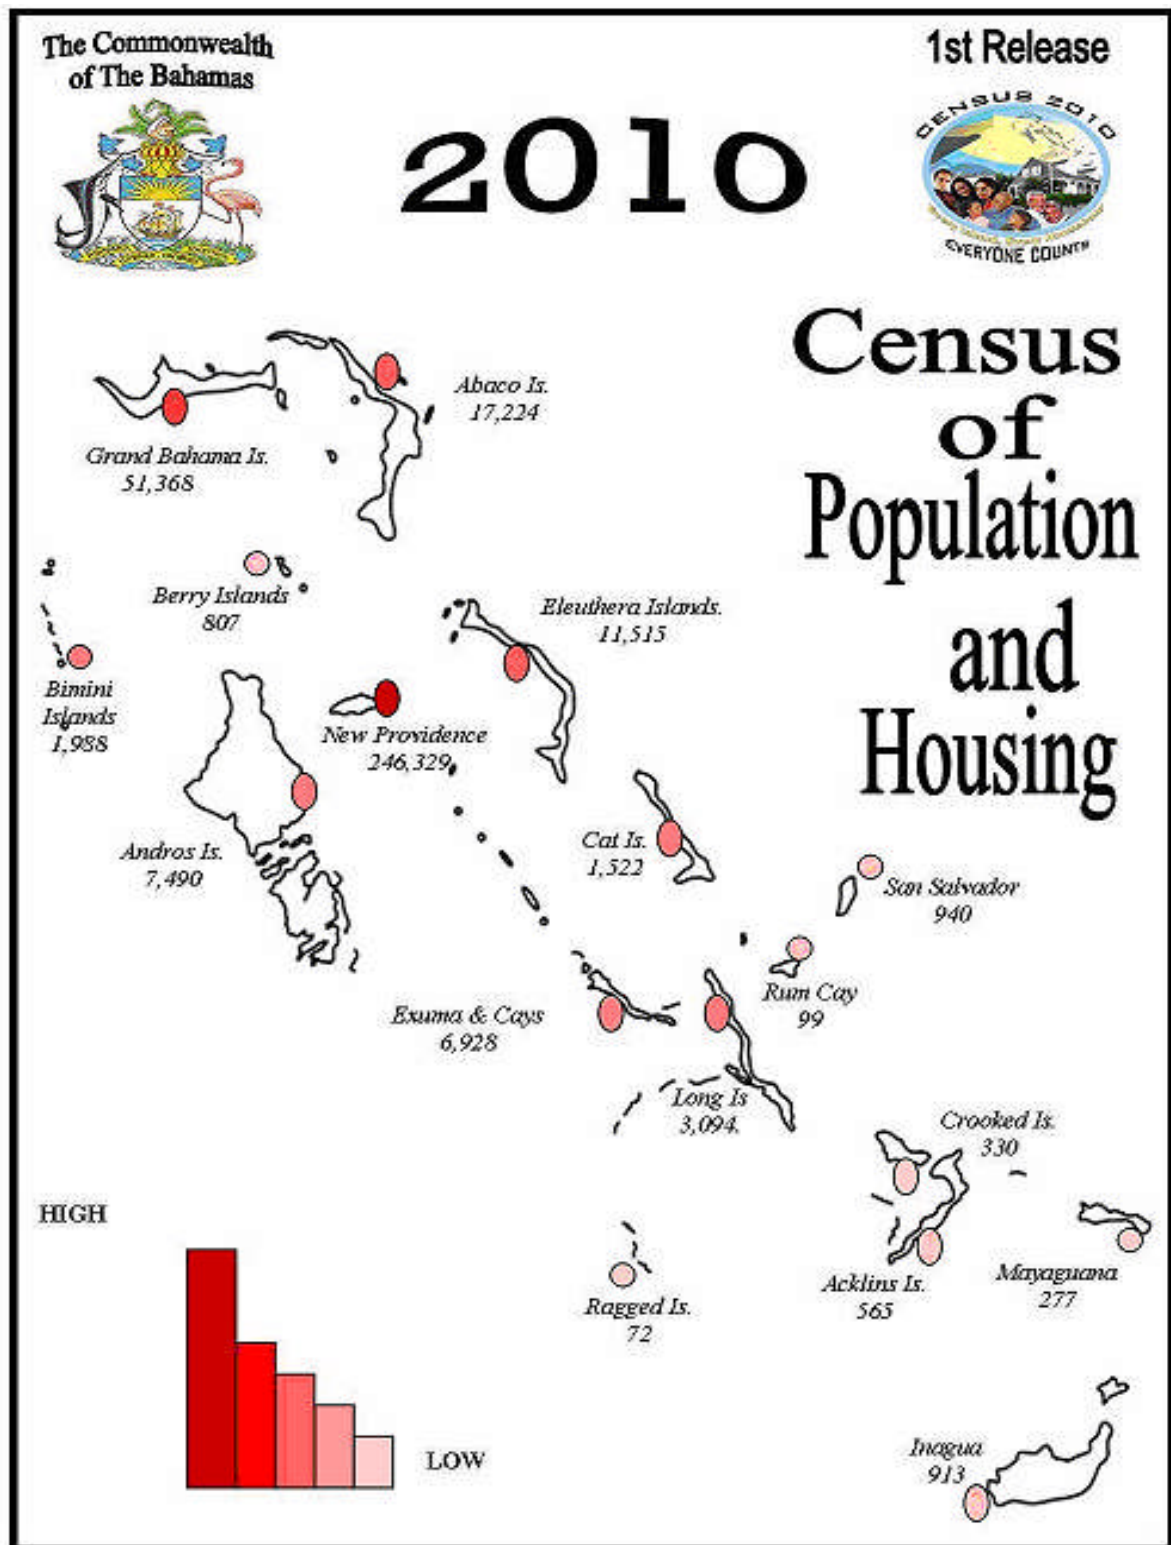 The Commonwealth
of The Bahamas
1st Release
CENSUS 2010
EVERYONE COUNTS
2010
Census
of
Population
and
Housing
Abaco Is.
17,224
Grand Bahama Is.
51,368
Berry Islands
807
Eleuthera Islands.
11,515
Bimini
Islands
1,988
New Providence
246,329
Andros Is.
7,490
Cat Is.
1,522
San Salvador
940
Rum Cay
99
Exuma & Cays
6,928
Long Is
3,094.
Crooked Is.
330
Acklins Is.
565
Mayaguana
277
Ragged Is.
72
Inagua
913
HIGH
LOW